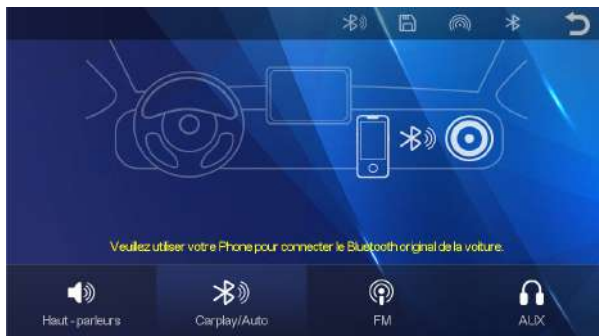 Veuillez utiliser votre Phone pour connecter le Bluetooth original de la voiture.
Haut-parleurs
Carplay/Auto
FM
AUX